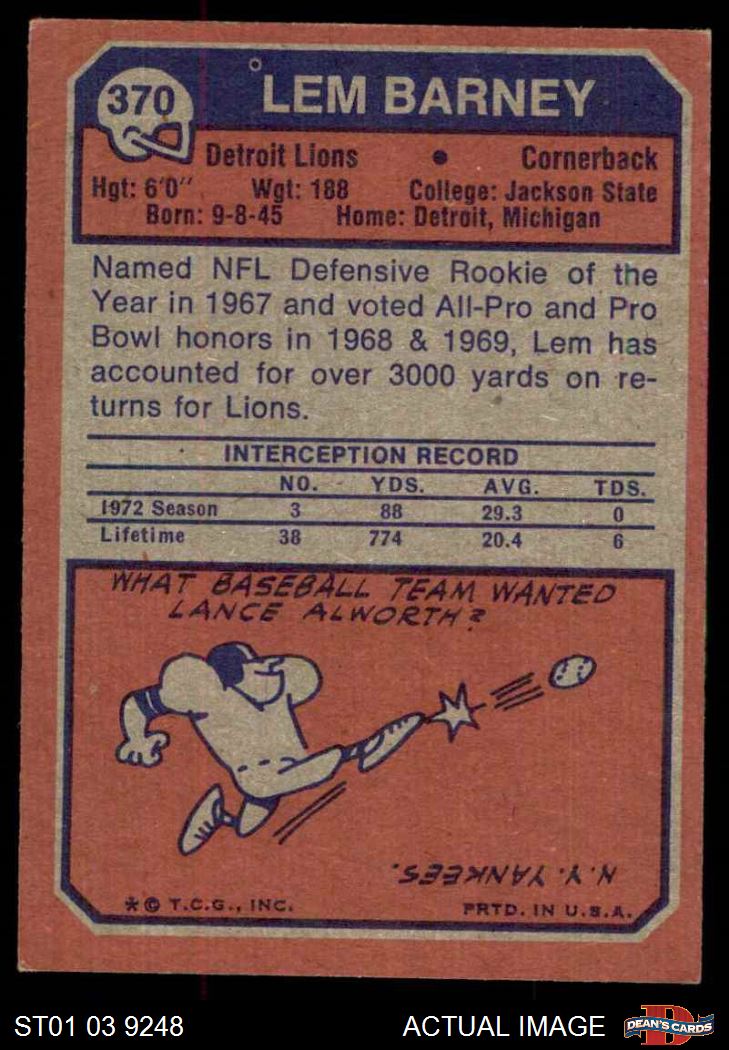 370
LEM BARNEY
Detroit Lions • Cornerback
Hgt: 6'0" Wgt: 188 College: Jackson State
Born: 9-8-45 Home: Detroit, Michigan
Named NFL Defensive Rookie of the
Year in 1967 and voted All-Pro and Pro
Bowl honors in 1968 & 1969, Lem has
accounted for over 3000 yards on re-
turns for Lions.
INTERCEPTION RECORD
NO. YDS. AVG. TDS.
1972 Season 3 88 29.3 0
Lifetime 38 774 20.4 6
WHAT BASEBALL TEAM WANTED
LANCE ALWORTH?
N.Y. YANKEES.
*© T.C.G., INC. PRTD. IN U.S.A.
ST01 03 9248 ACTUAL IMAGE D DEAN'S CARDS